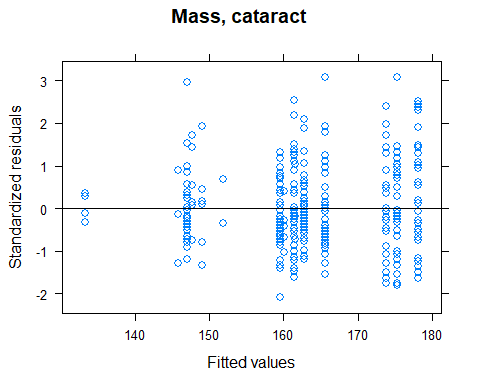 Mass, cataract
Standardized residuals
3
2
1
0
-1
-2
140 150 160 170 180
Fitted values